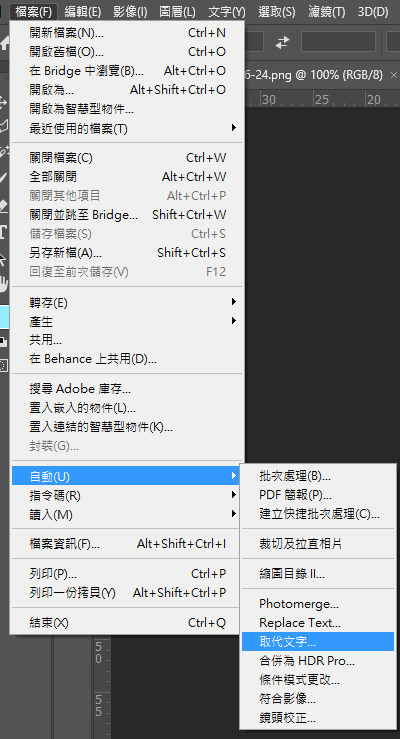 檔案(F) 編輯(E) 影像(I) 圖層(L) 文字(Y) 選取(S) 濾鏡(T) 3D(D)
開新檔案(N)... Ctrl+N
開啟舊檔(O)... Ctrl+O
在 Bridge 中瀏覽(B)... Alt+Ctrl+O
6-24.png @ 100% (RGB/8)
開啟為... Alt+Shift+Ctrl+O
開啟為智慧型物件...
30 25 20
最近使用的檔案(T)
關閉檔案(C) Ctrl+W
全部關閉 Alt+Ctrl+W
關閉其他項目 Alt+Ctrl+P
關閉並跳至 Bridge... Shift+Ctrl+W
儲存檔案(S) Ctrl+S
另存新檔(A)... Shift+Ctrl+S
回復至前次儲存(V) F12
轉存(E)
產生
共用...
在 Behance 上共用(D)...
搜尋 Adobe 庫存...
置入嵌入的物件(L)...
置入連結的智慧型物件(K)...
封裝(G)...
自動(U)
指令碼(R)
讀入(M)
檔案資訊(F)... Alt+Shift+Ctrl+I
列印(P)... Ctrl+P
列印一份拷貝(Y) Alt+Shift+Ctrl+P
結束(X) Ctrl+Q
批次處理(B)...
PDF 簡報(P)...
建立快捷批次處理(C)...
裁切及拉直相片
縮圖目錄 II...
Photomerge...
Replace Text...
取代文字...
合併為 HDR Pro...
條件模式更改...
符合影像...
鏡頭校正...
50
55